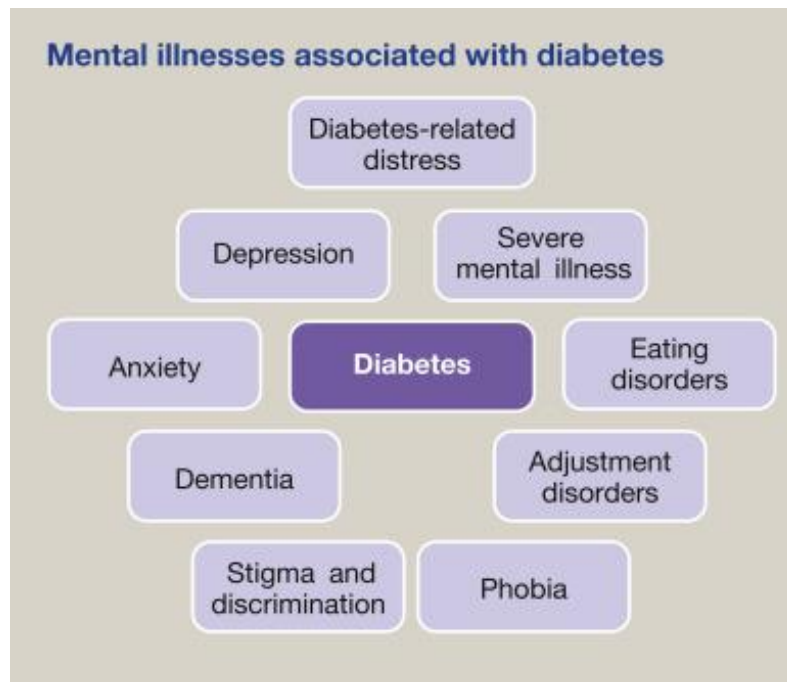 Mental illnesses associated with diabetes
Diabetes-related
distress
Depression
Severe
mental illness
Anxiety
Diabetes
Eating
disorders
Dementia
Adjustment
disorders
Stigma and
discrimination
Phobia